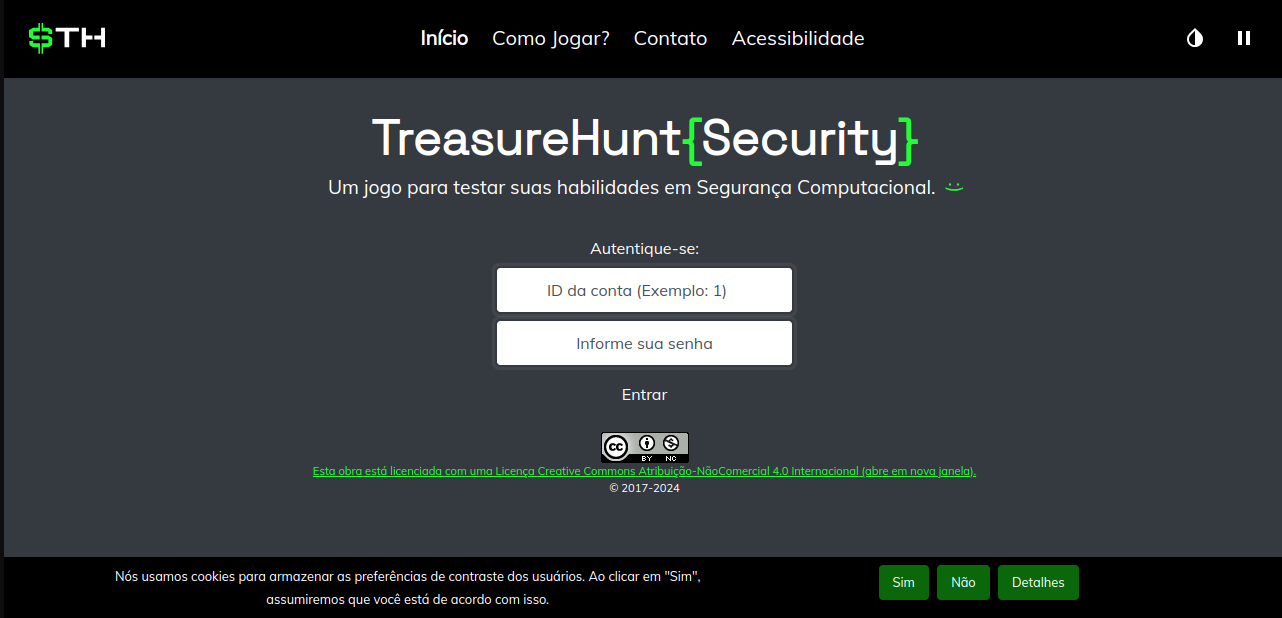 $TH
Início Como Jogar? Contato Acessibilidade
TreasureHunt{Security}
Um jogo para testar suas habilidades em Segurança Computacional.
Autentique-se:
ID da conta (Exemplo: 1)
Informe sua senha
Entrar
cc
BY NC
Esta obra está licenciada com uma Licença Creative Commons Atribuição-NãoComercial 4.0 Internacional (abre em nova janela).
© 2017-2024
Nós usamos cookies para armazenar as preferências de contraste dos usuários. Ao clicar em "Sim",
assumiremos que você está de acordo com isso.
Sim Não Detalhes